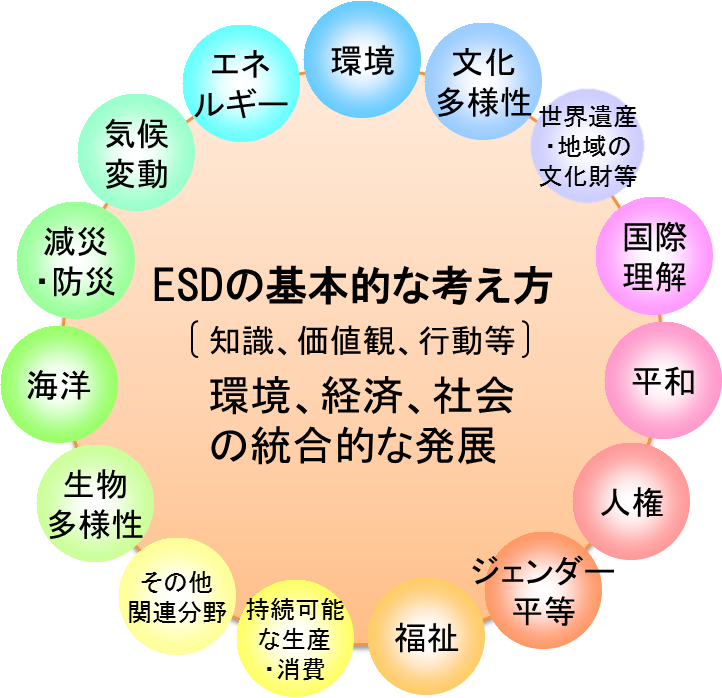 環境
文化
多様性
世界遺産
・地域の
文化財等
国際
理解
平和
人権
ジェンダー
平等
福祉
持続可能
な生産
・消費
その他
関連分野
生物
多様性
海洋
減災
・防災
気候
変動
エネ
ルギー
ESDの基本的な考え方
〔知識、価値観、行動等〕
環境、経済、社会
の統合的な発展